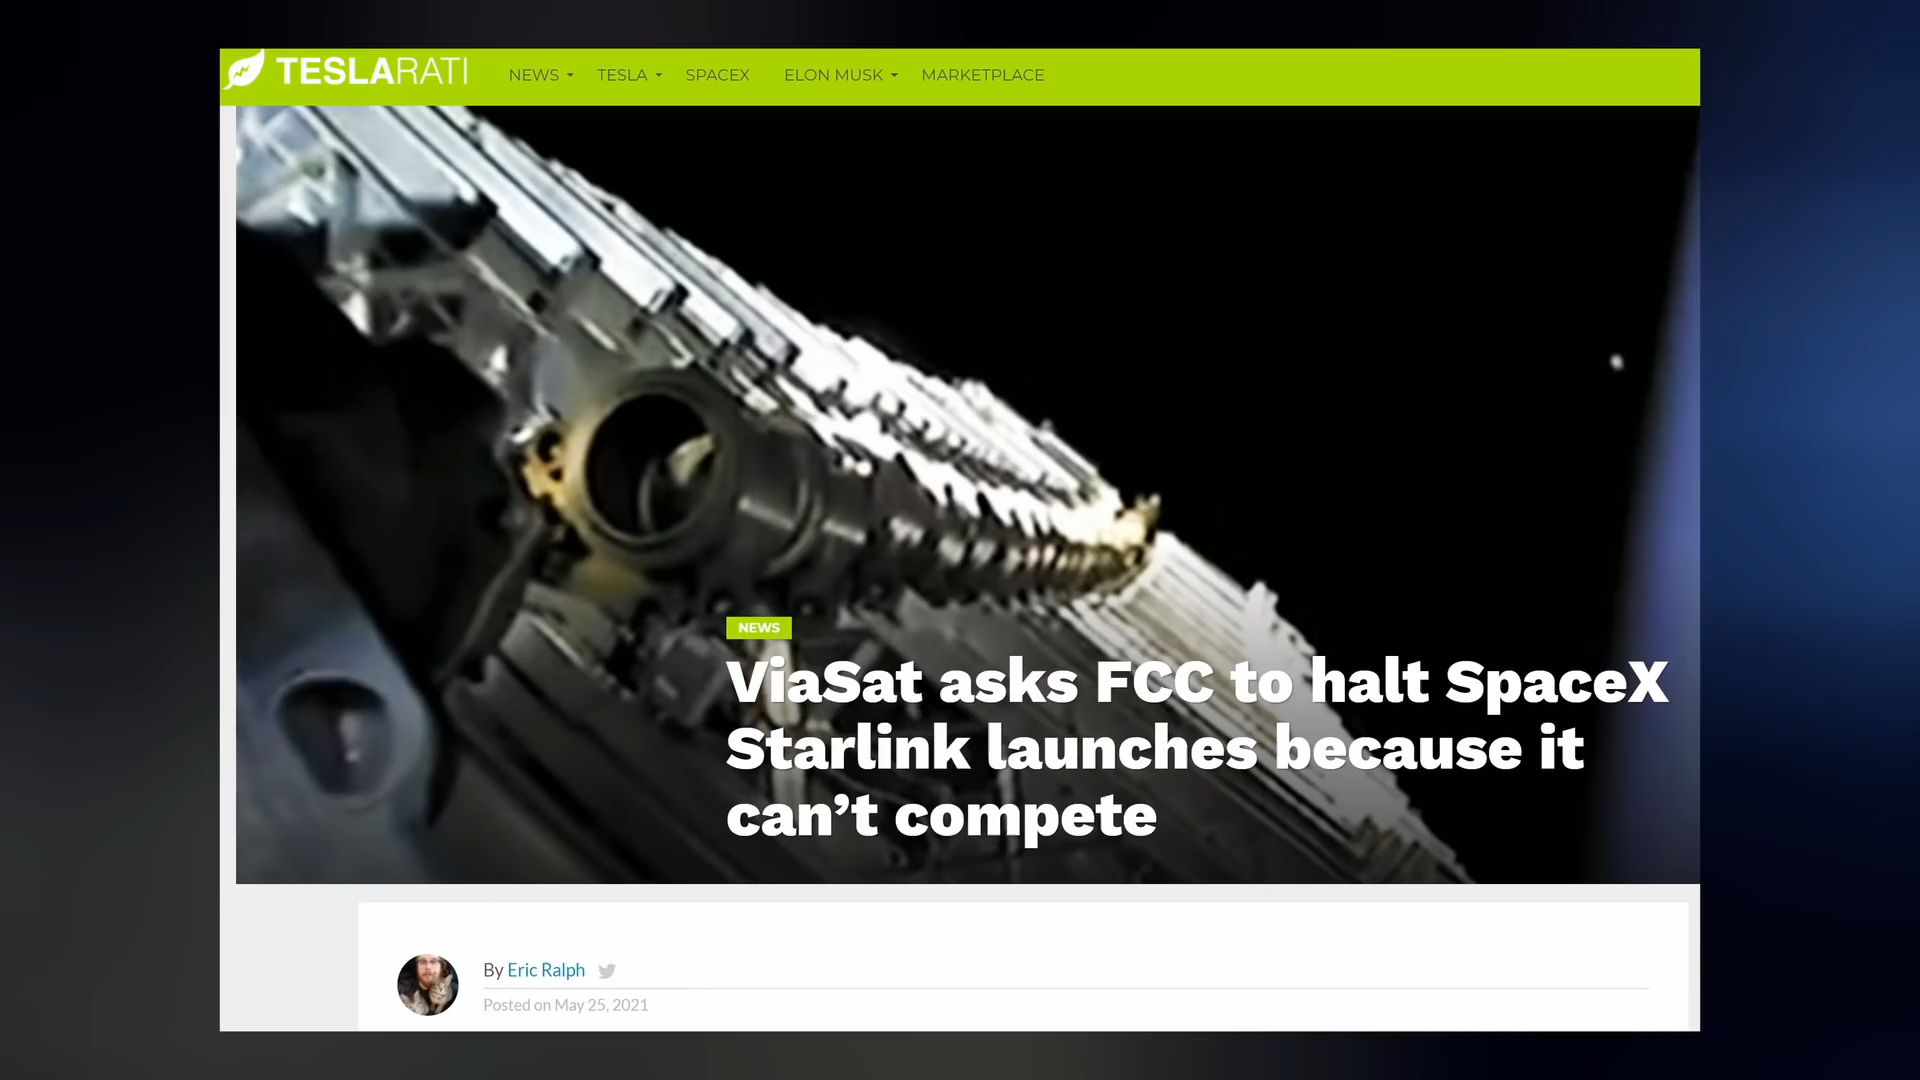 TESLARATI NEWS TESLA SPACEX ELON MUSK MARKETPLACE
NEWS
ViaSat asks FCC to halt SpaceX
Starlink launches because it
can’t compete
By Eric Ralph
Posted on May 25, 2021